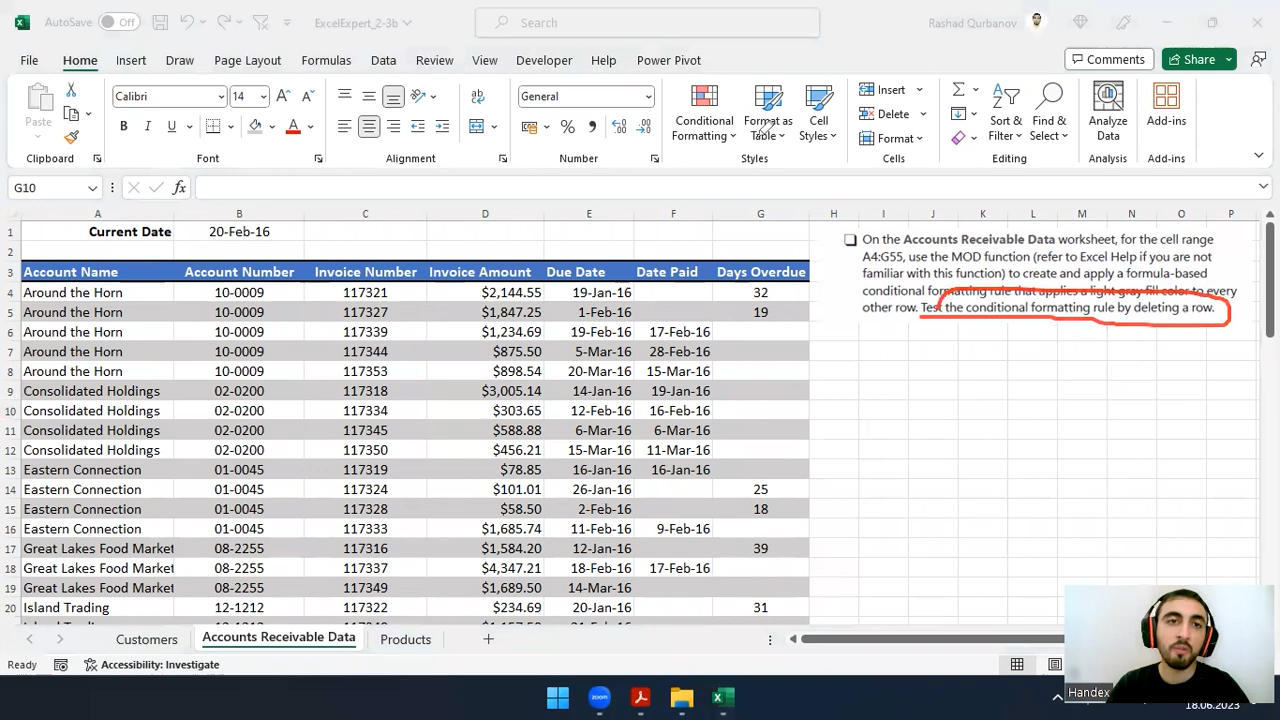 AutoSave Off ExcelExpert_2-3b Search Rashad Qurbanov
File Home Insert Draw Page Layout Formulas Data Review View Developer Help Power Pivot Comments Share
Paste Calibri 14 General Conditional Formatting Format as Table Cell Styles Insert Delete Format Sort & Filter Find & Select Analyze Data Add-ins
Clipboard Font Alignment Number Styles Cells Editing Analysis Add-ins
G10 fx
A B C D E F G H I J K L M N O P
1 Current Date 20-Feb-16
2
3 Account Name Account Number Invoice Number Invoice Amount Due Date Date Paid Days Overdue
4 Around the Horn 10-0009 117321 $2,144.55 19-Jan-16 32
5 Around the Horn 10-0009 117327 $1,847.25 1-Feb-16 19
6 Around the Horn 10-0009 117339 $1,234.69 19-Feb-16 17-Feb-16
7 Around the Horn 10-0009 117344 $875.50 5-Mar-16 28-Feb-16
8 Around the Horn 10-0009 117353 $898.54 20-Mar-16 15-Mar-16
9 Consolidated Holdings 02-0200 117318 $3,005.14 14-Jan-16 19-Jan-16
10 Consolidated Holdings 02-0200 117334 $303.65 12-Feb-16 16-Feb-16
11 Consolidated Holdings 02-0200 117345 $588.88 6-Mar-16 6-Mar-16
12 Consolidated Holdings 02-0200 117350 $456.21 15-Mar-16 11-Mar-16
13 Eastern Connection 01-0045 117319 $78.85 16-Jan-16 16-Jan-16
14 Eastern Connection 01-0045 117324 $101.01 26-Jan-16 25
15 Eastern Connection 01-0045 117328 $58.50 2-Feb-16 18
16 Eastern Connection 01-0045 117333 $1,685.74 11-Feb-16 9-Feb-16
17 Great Lakes Food Market 08-2255 117316 $1,584.20 12-Jan-16 39
18 Great Lakes Food Market 08-2255 117337 $4,347.21 18-Feb-16 17-Feb-16
19 Great Lakes Food Market 08-2255 117349 $1,689.50 14-Mar-16
20 Island Trading 12-1212 117322 $234.69 20-Jan-16 31
On the Accounts Receivable Data worksheet, for the cell range
A4:G55, use the MOD function (refer to Excel Help if you are not
familiar with this function) to create and apply a formula-based
conditional formatting rule that applies a light gray fill color to every
other row. Test the conditional formatting rule by deleting a row.
Customers Accounts Receivable Data Products
Ready Accessibility: Investigate
Handex
zoom
18.06.2023